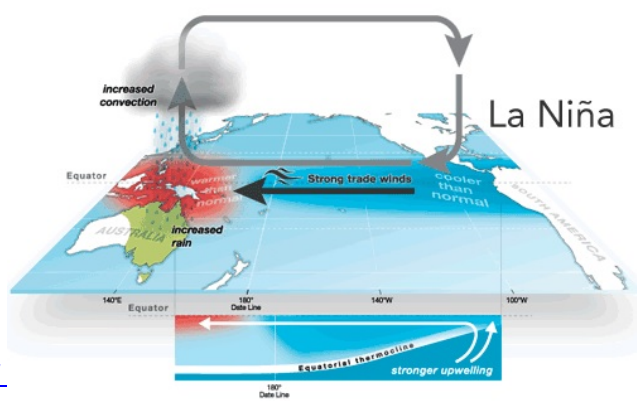 increased
convection
La Niña
Equator
warmer
than
normal
Strong trade winds
cooler
than
normal
SOUTH AMERICA
AUSTRALIA
increased
rain
140°E
180°
Date Line
140°W
100°W
Equator
Equatorial thermocline
stronger upwelling
180°
Date Line